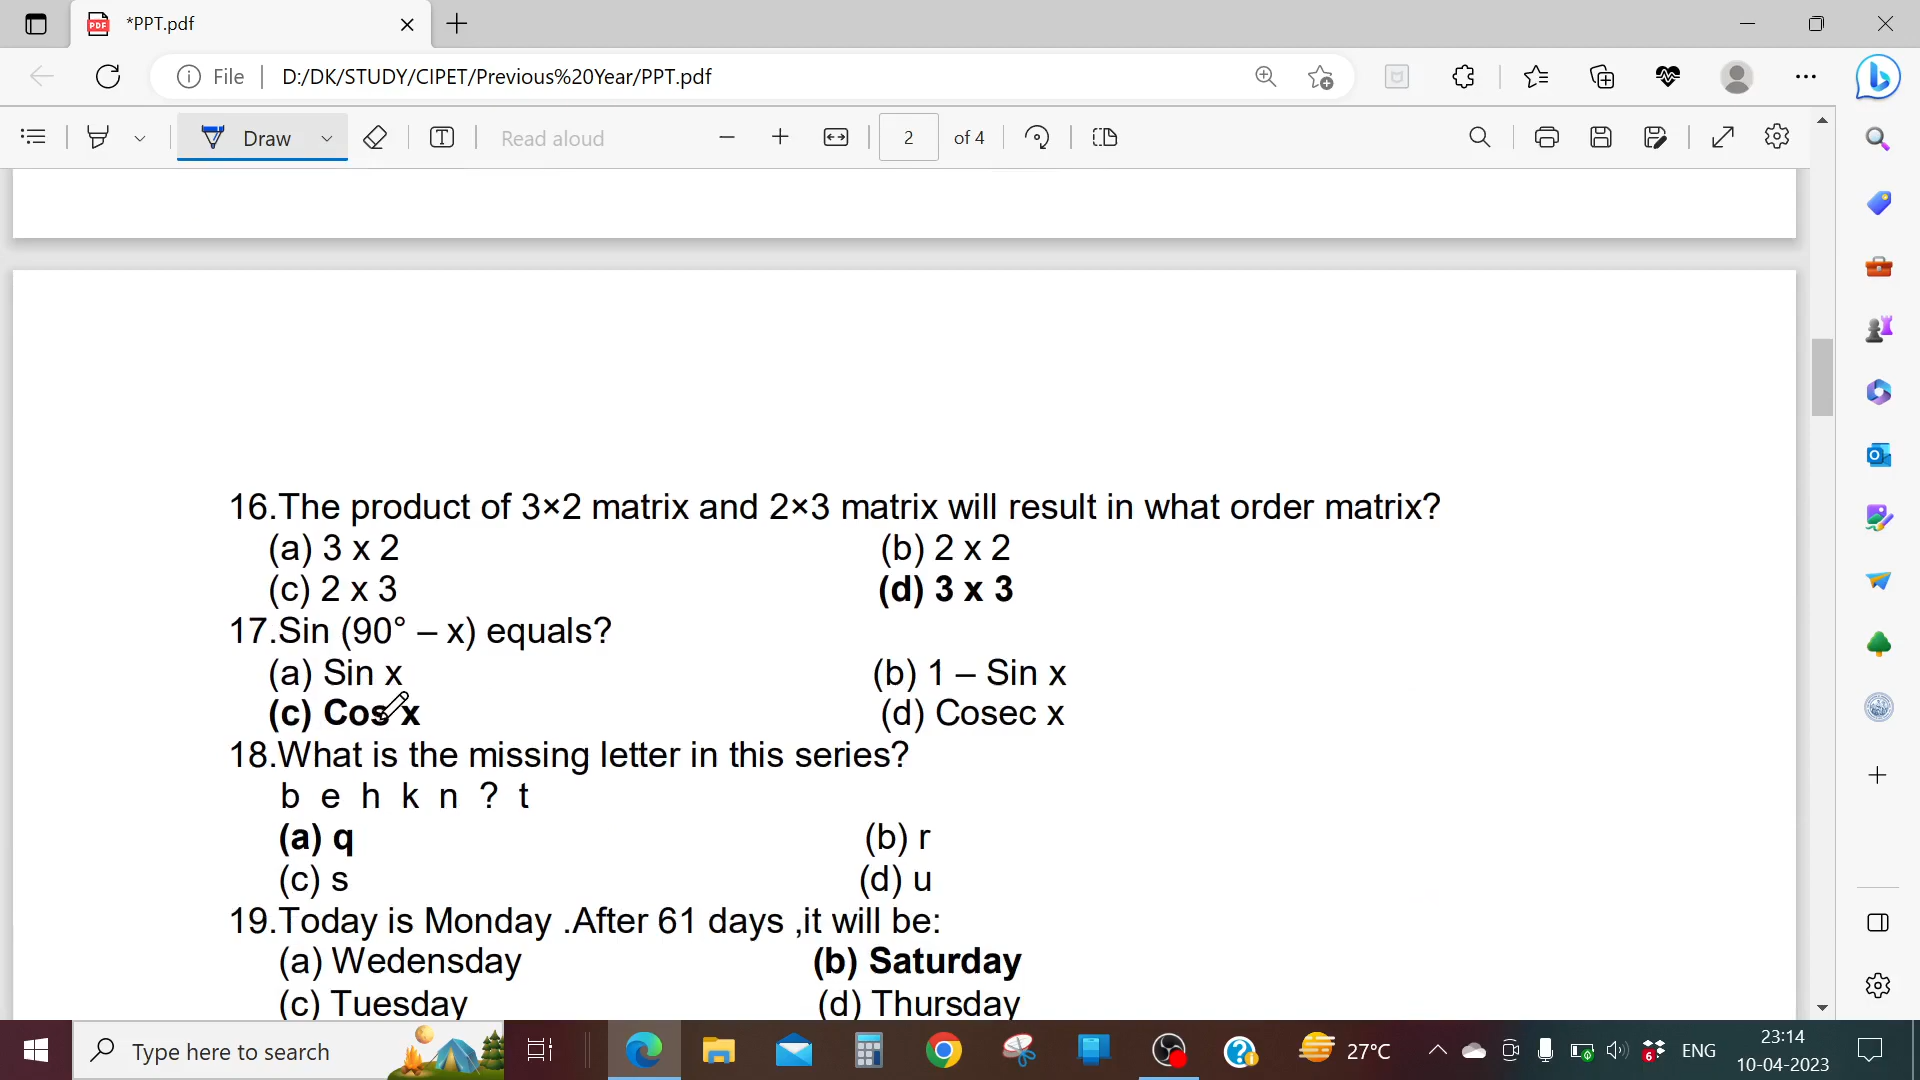 *PPT.pdf
File
D:/DK/STUDY/CIPET/Previous%20Year/PPT.pdf
Draw
Read aloud
2
of 4
16.The product of 3×2 matrix and 2×3 matrix will result in what order matrix?
(a) 3 x 2 (b) 2 x 2
(c) 2 x 3 (d) 3 x 3
17.Sin (90° – x) equals?
(a) Sin x (b) 1 – Sin x
(c) Cos x (d) Cosec x
18.What is the missing letter in this series?
b e h k n ? t
(a) q (b) r
(c) s (d) u
19.Today is Monday .After 61 days ,it will be:
(a) Wedensday (b) Saturday
(c) Tuesday (d) Thursday
Type here to search
27°C
ENG
23:14
10-04-2023